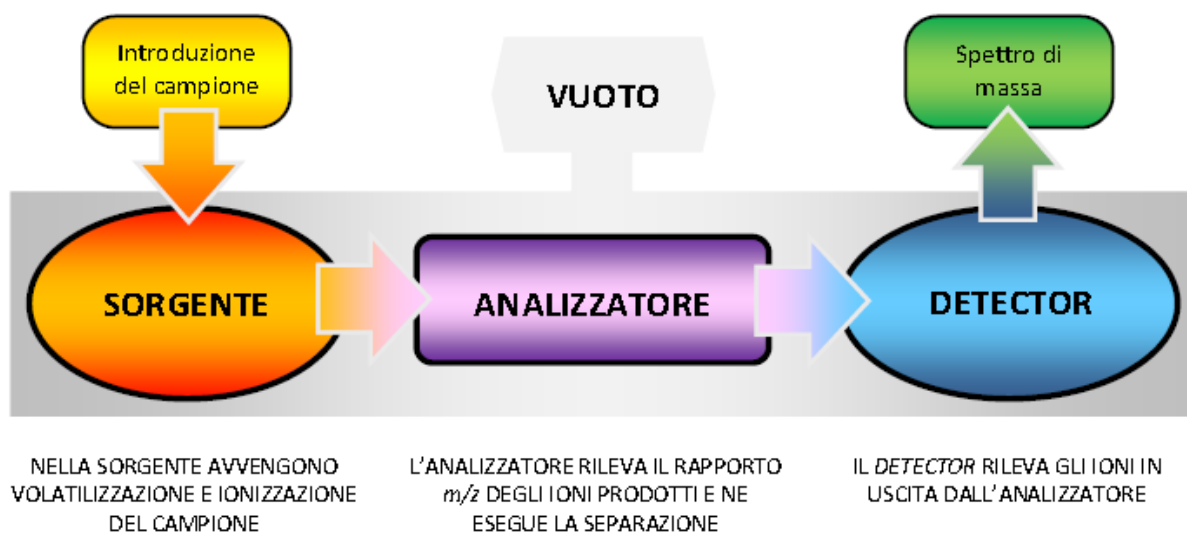 Introduzione
del campione
VUOTO
Spettro di
massa
SORGENTE
ANALIZZATORE
DETECTOR
NELLA SORGENTE AVVENGONO
VOLATILIZZAZIONE E IONIZZAZIONE
DEL CAMPIONE
L'ANALIZZATORE RILEVA IL RAPPORTO
m/z DEGLI IONI PRODOTTI E NE
ESEGUE LA SEPARAZIONE
IL DETECTOR RILEVA GLI IONI IN
USCITA DALL'ANALIZZATORE